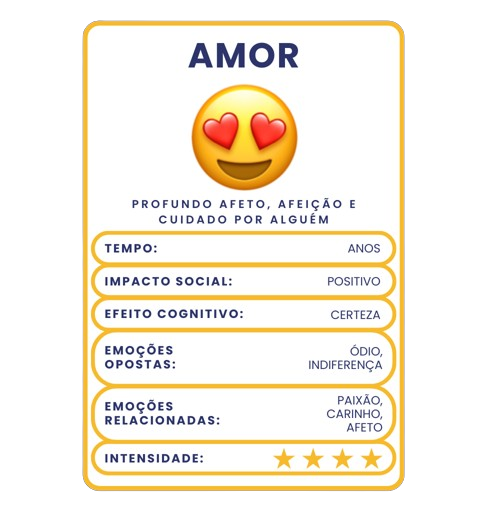 AMOR
PROFUNDO AFETO, AFEIÇÃO E
CUIDADO POR ALGUÉM
TEMPO: ANOS
IMPACTO SOCIAL: POSITIVO
EFEITO COGNITIVO: CERTEZA
EMOÇÕES
OPOSTAS:
ÓDIO,
INDIFERENÇA
EMOÇÕES
RELACIONADAS:
PAIXÃO,
CARINHO,
AFETO
INTENSIDADE: